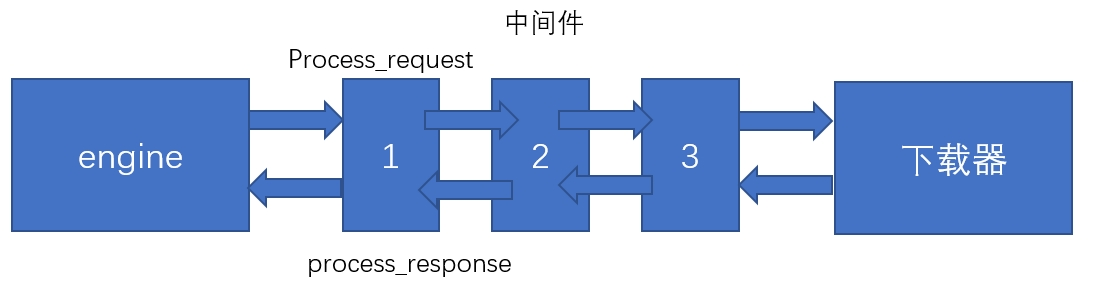 中间件
Process_request
engine
1
2
3
下载器
process_response